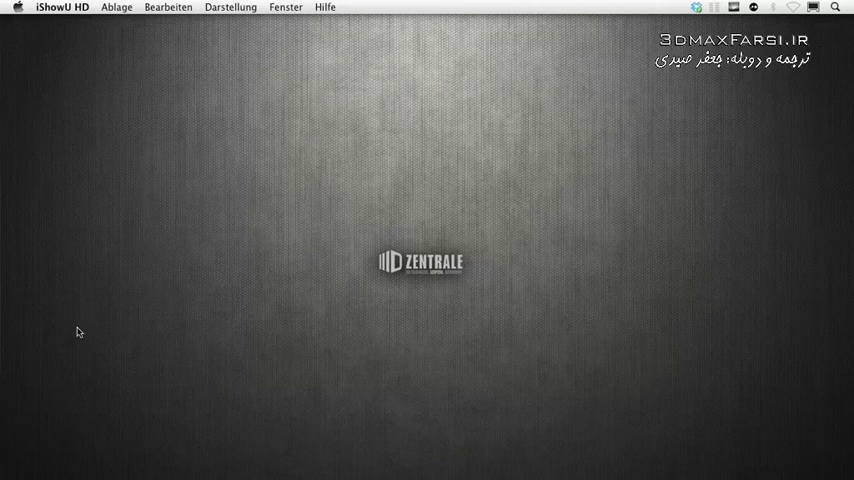 iShowU HD Ablage Bearbeiten Darstellung Fenster Hilfe
3DMAXFARSI.IR
ترجمه و دوبله: جعفر صیدی
ZENTRALE